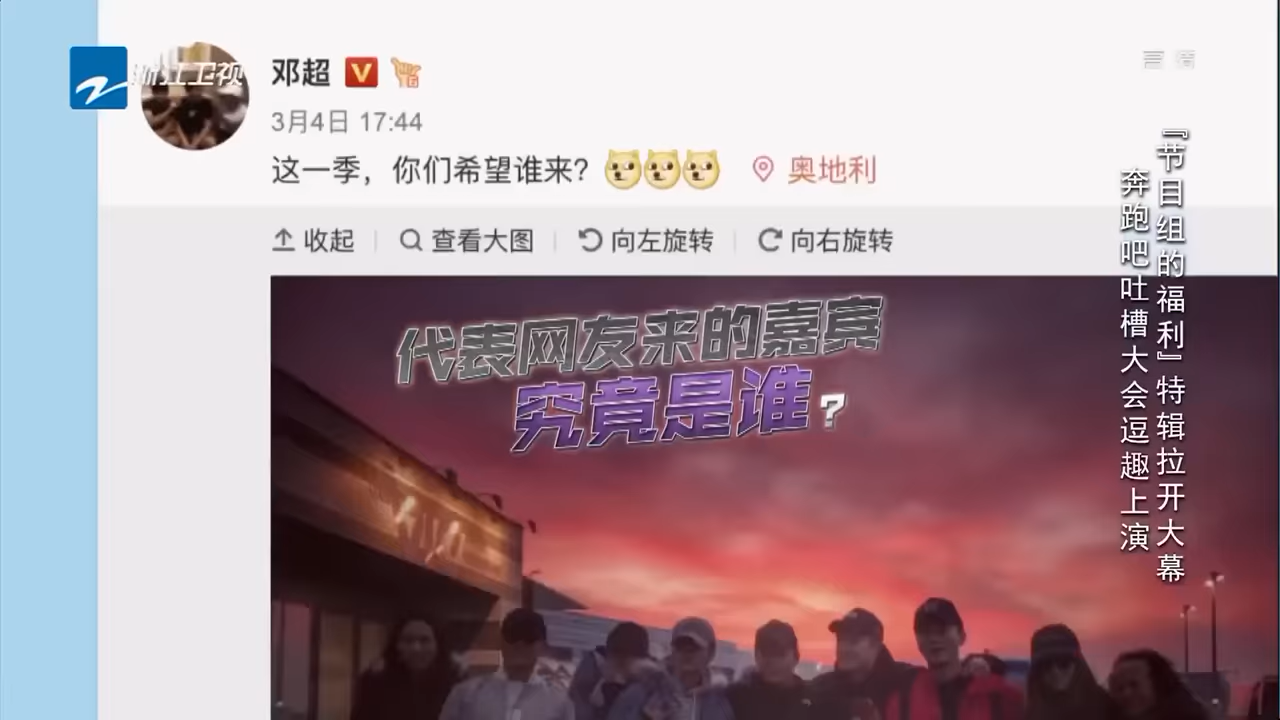 浙江卫视
邓超
高清
3月4日 17:44
这一季，你们希望谁来？ 奥地利
收起 查看大图 向左旋转 向右旋转
代表网友来的嘉宾
究竟是谁？
『节目组的福利』特辑拉开大幕
奔跑吧吐槽大会逗趣上演